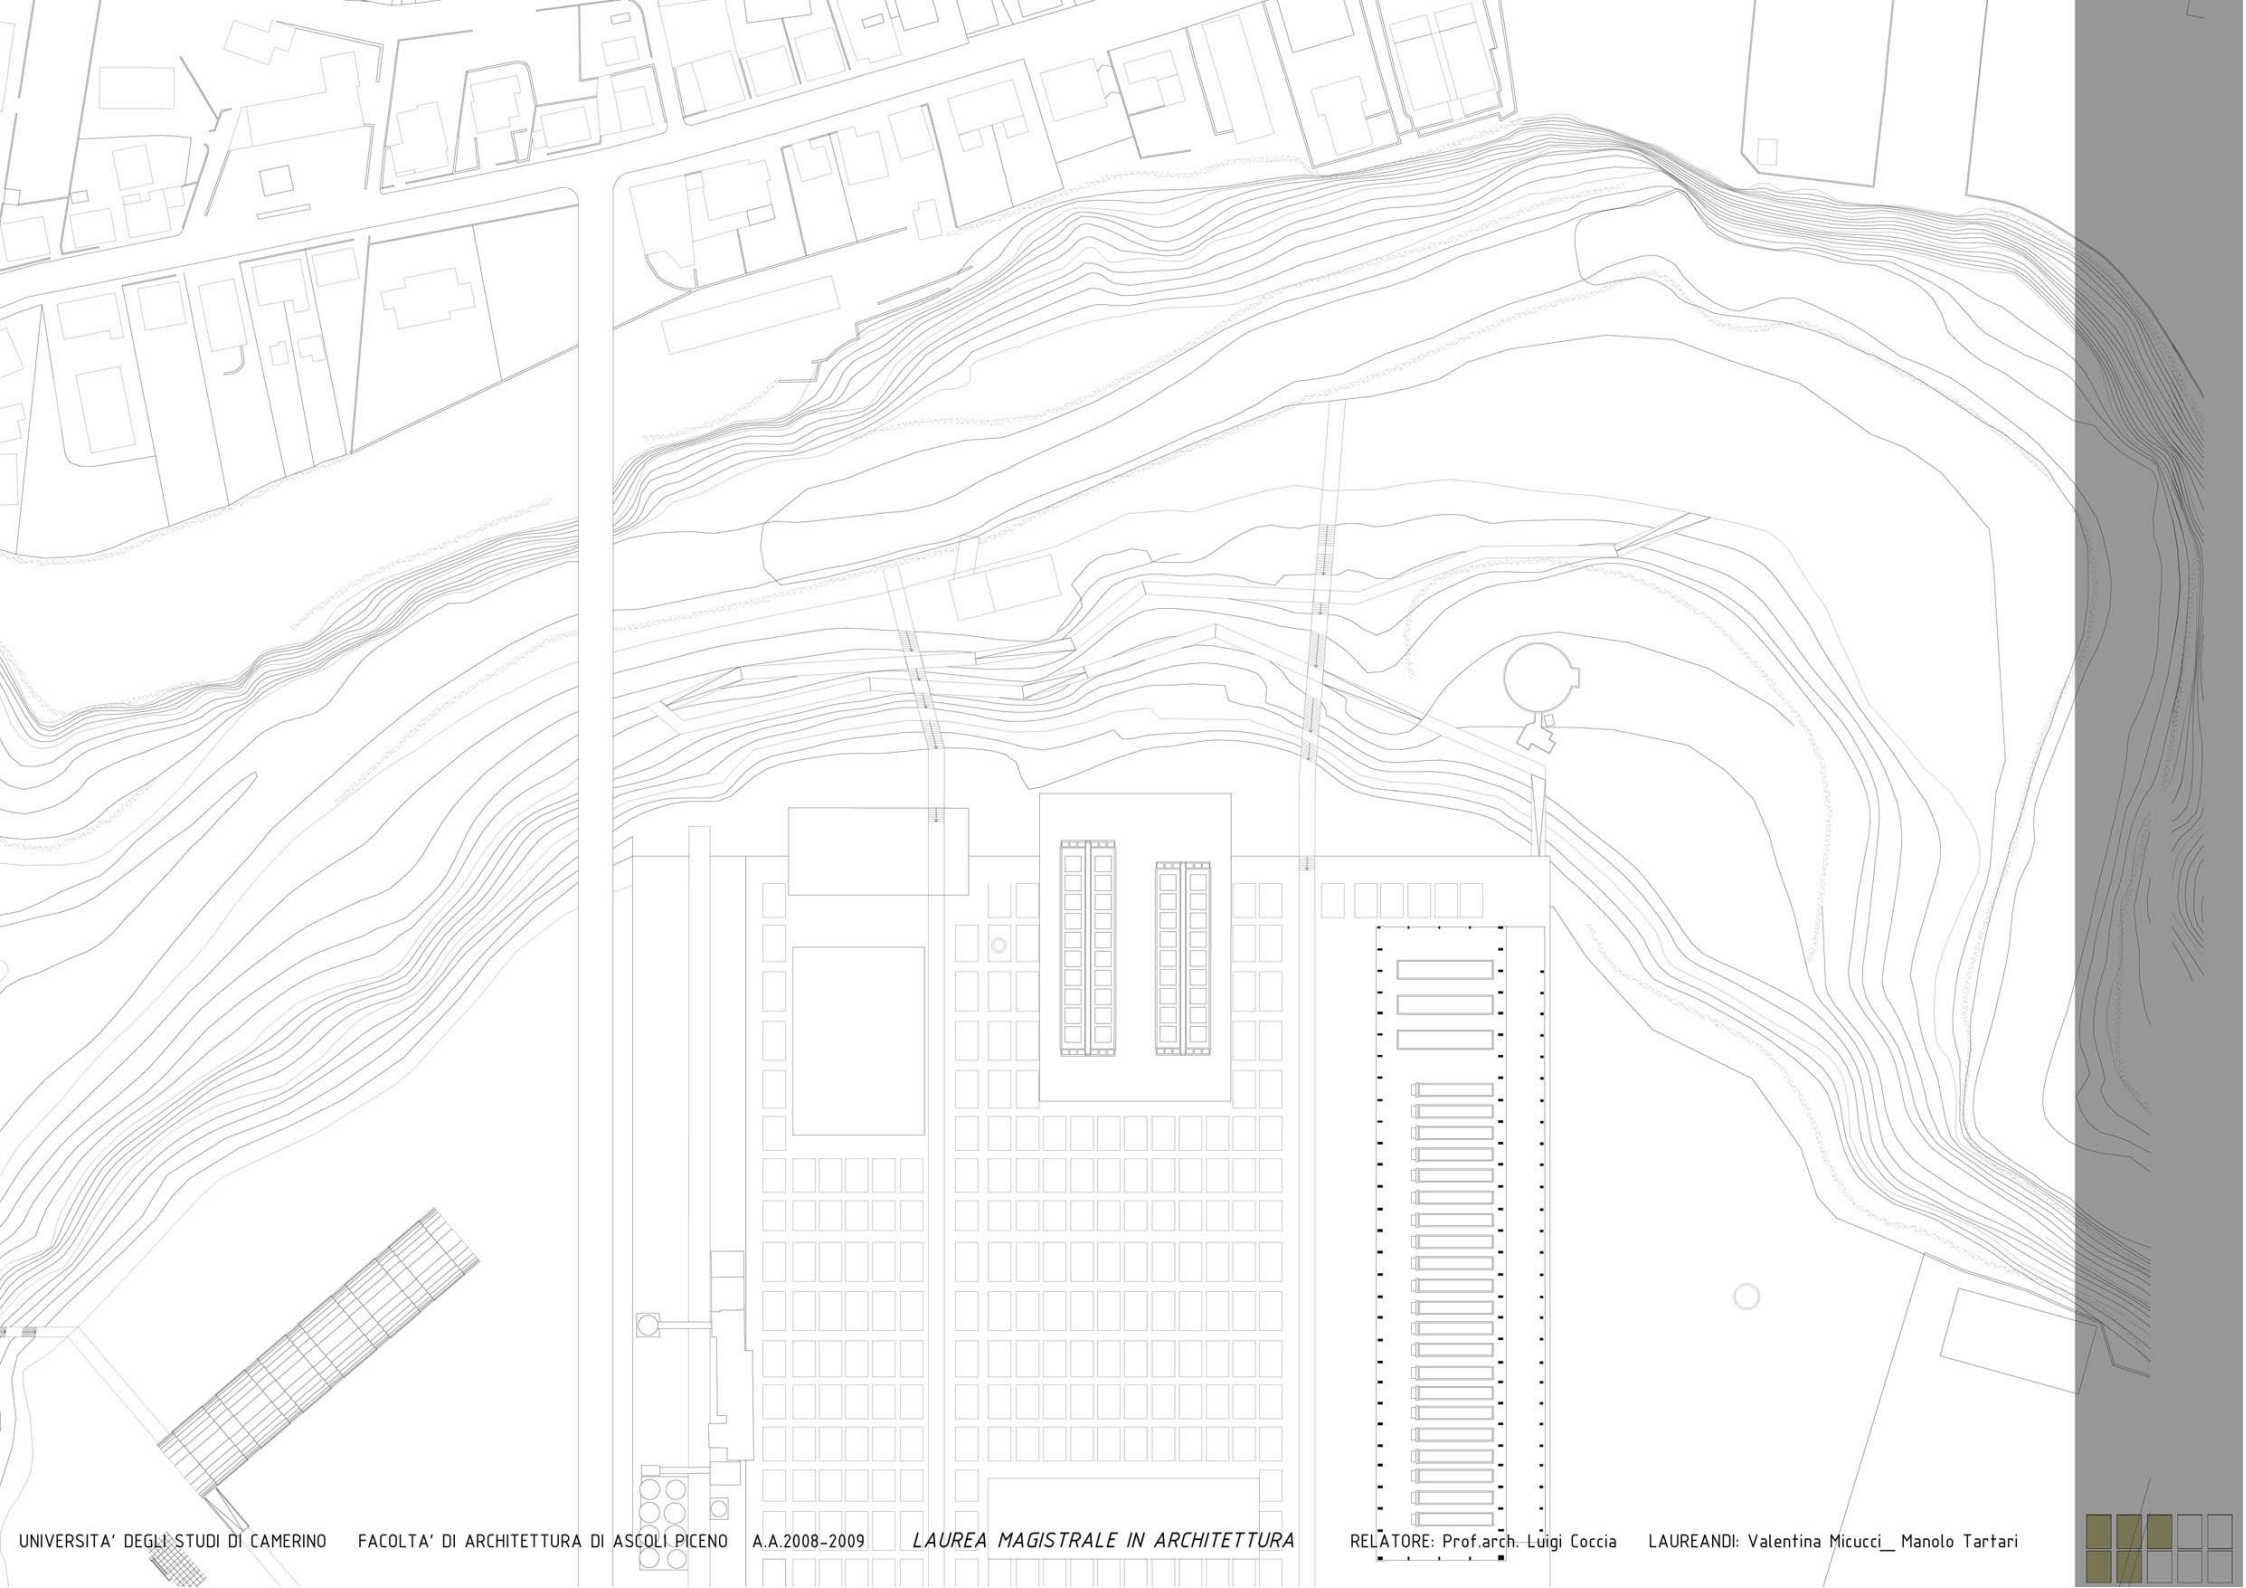 UNIVERSITA' DEGLI STUDI DI CAMERINO FACOLTA' DI ARCHITETTURA DI ASCOLI PICENO A.A.2008-2009 LAUREA MAGISTRALE IN ARCHITETTURA RELATORE: Prof.arch. Luigi Coccia LAUREANDI: Valentina Micucci_ Manolo Tartari